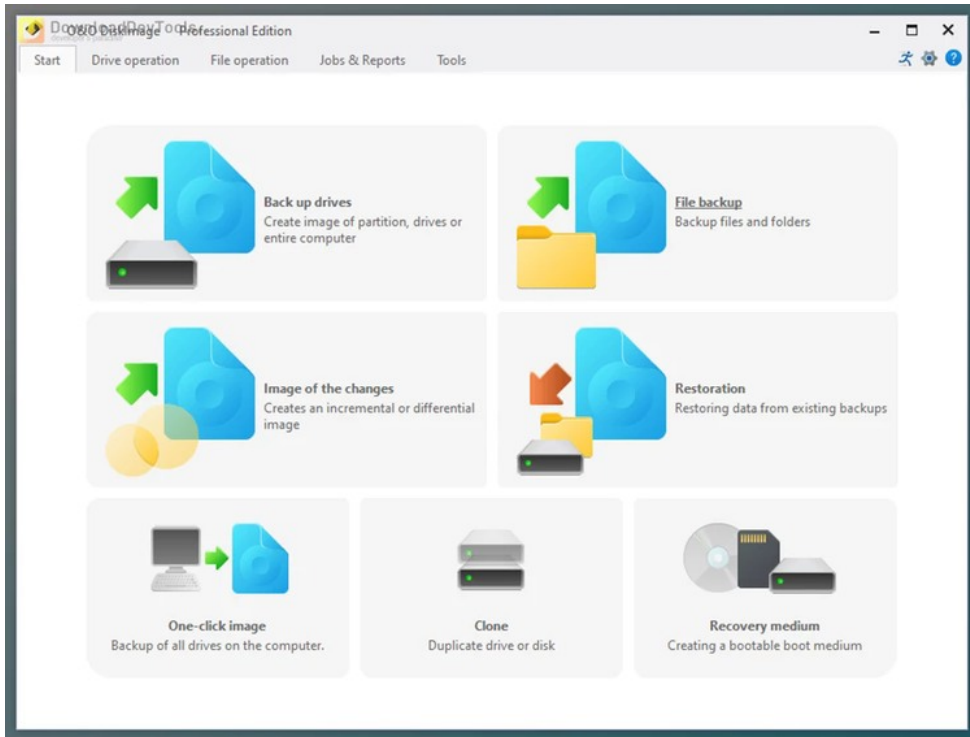 DownloadDevTools
O&O DiskImage Professional Edition
Start Drive operation File operation Jobs & Reports Tools
Back up drives
Create image of partition, drives or
entire computer
File backup
Backup files and folders
Image of the changes
Creates an incremental or differential
image
Restoration
Restoring data from existing backups
One-click image
Backup of all drives on the computer.
Clone
Duplicate drive or disk
Recovery medium
Creating a bootable boot medium